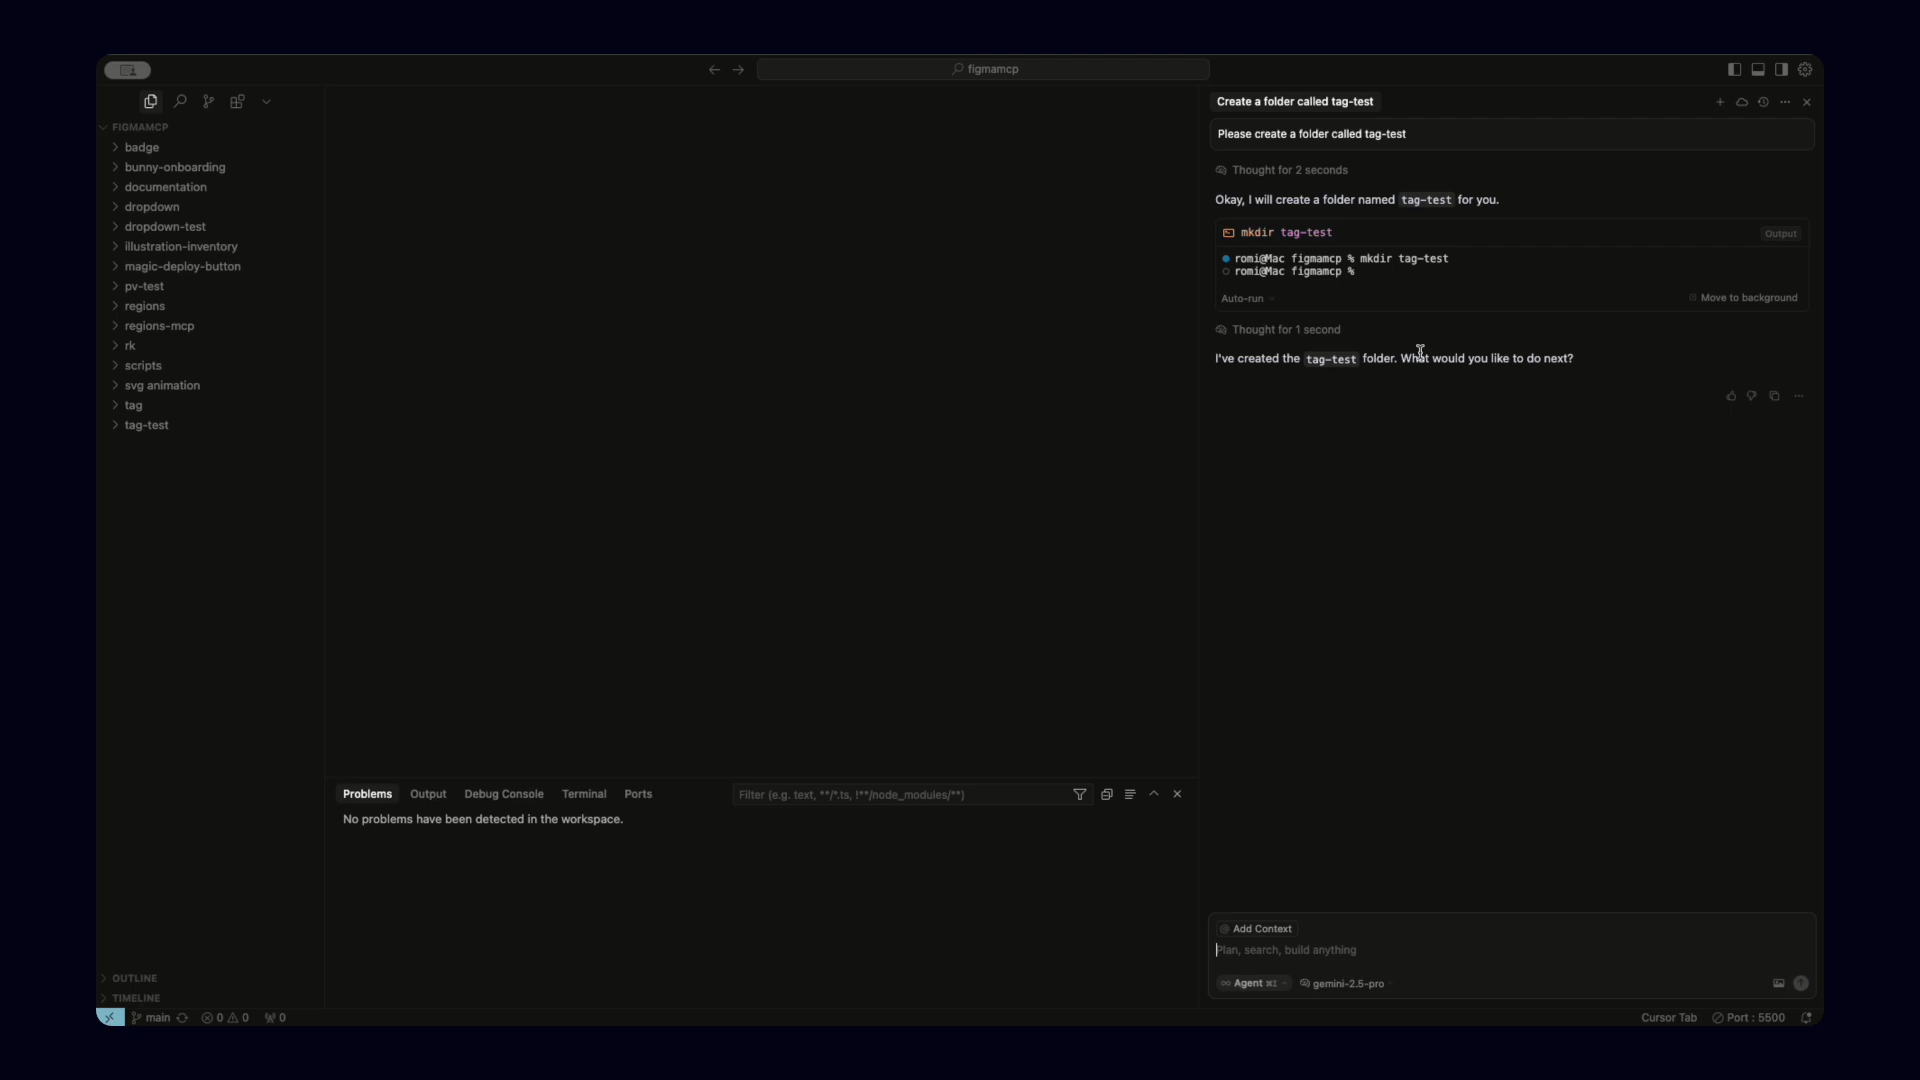 figmamcp
FIGMAMCP
badge
bunny-onboarding
documentation
dropdown
dropdown-test
illustration-inventory
magic-deploy-button
pv-test
regions
regions-mcp
rk
scripts
svg animation
tag
tag-test
OUTLINE
TIMELINE
Problems Output Debug Console Terminal Ports
Filter (e.g. text, **/*.ts, !**/node_modules/**)
No problems have been detected in the workspace.
Create a folder called tag-test
Please create a folder called tag-test
Thought for 2 seconds
Okay, I will create a folder named tag-test for you.
mkdir tag-test
Output
romi@Mac figmamcp % mkdir tag-test
romi@Mac figmamcp %
Auto-run
Move to background
Thought for 1 second
I've created the tag-test folder. What would you like to do next?
@ Add Context
Plan, search, build anything
∞ Agent ⌘I
gemini-2.5-pro
main 0 0 0
Cursor Tab Port : 5500